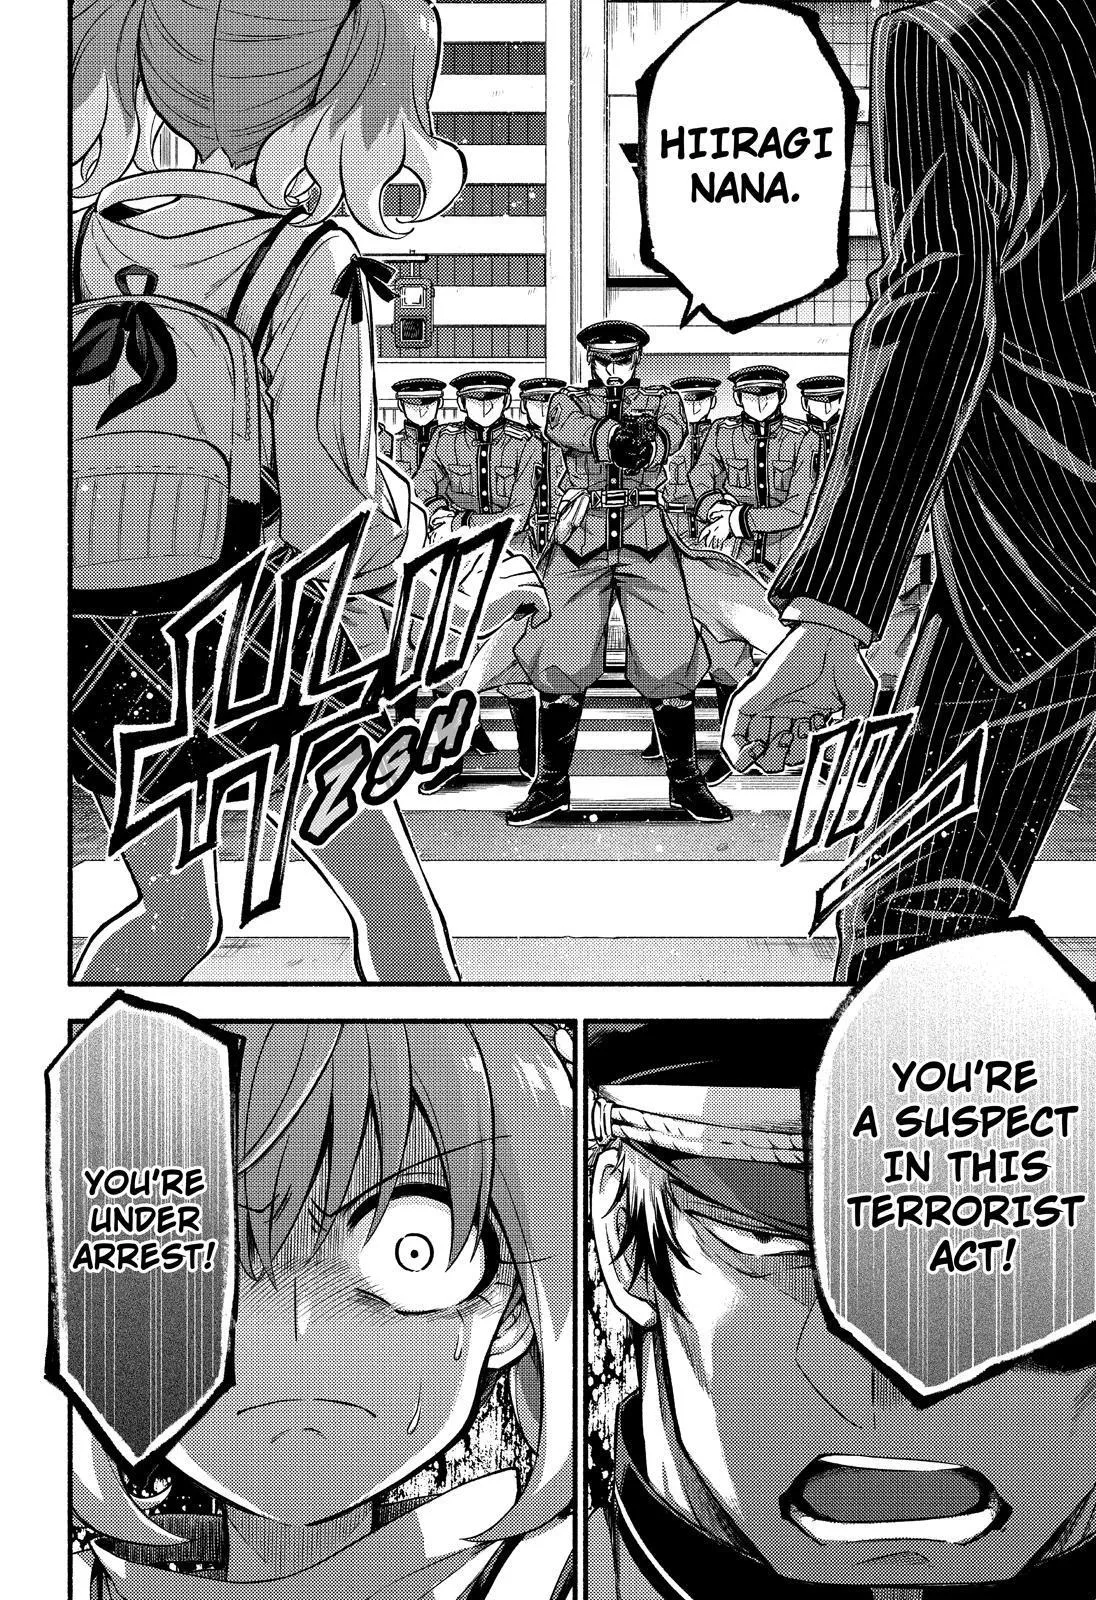 HIIRAGI
NANA.
ZSH
YOU'RE
A SUSPECT
IN THIS
TERRORIST
ACT!
YOU'RE
UNDER
ARREST!